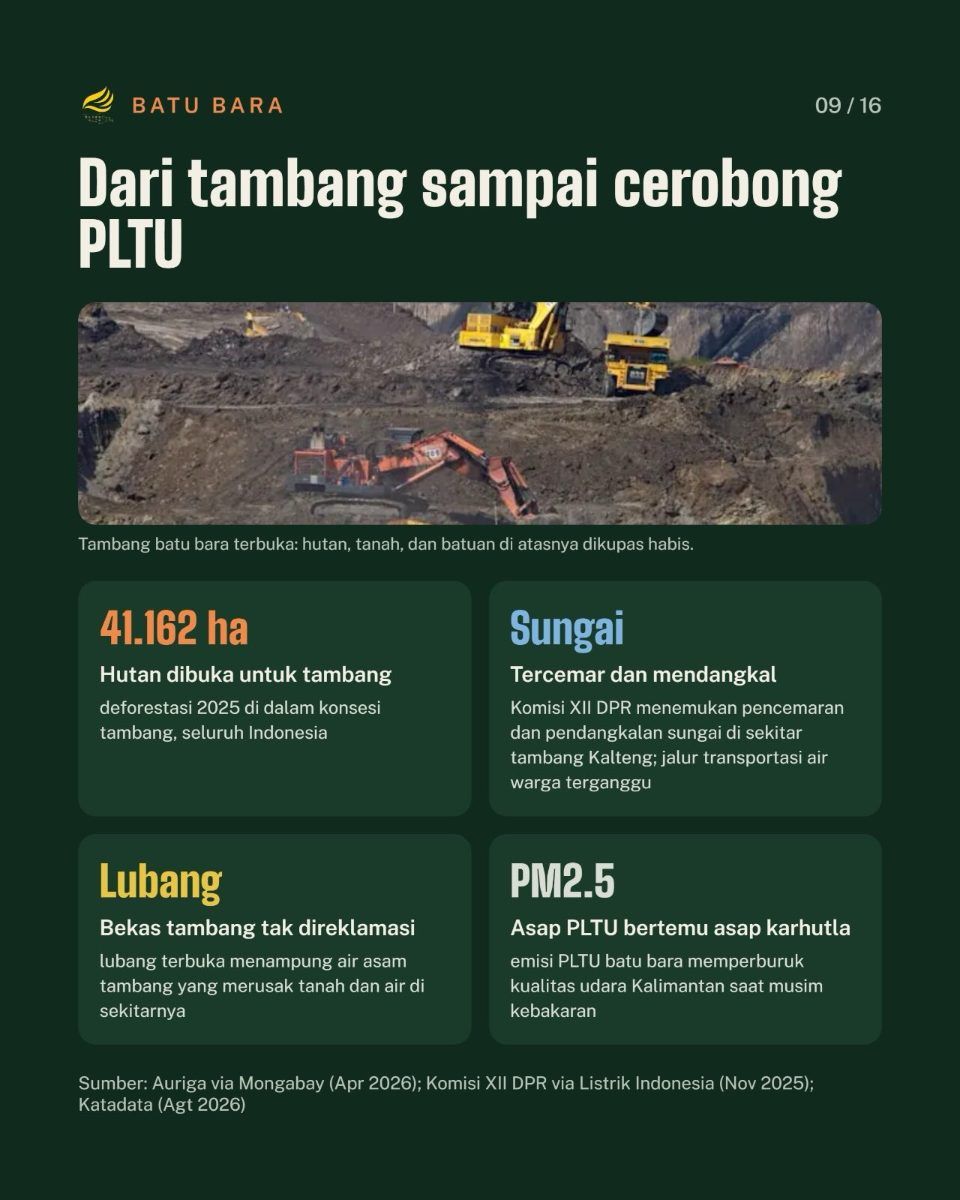 BATU BARA
09 / 16
Dari tambang sampai cerobong
PLTU
Tambang batu bara terbuka: hutan, tanah, dan batuan di atasnya dikupas habis.
41.162 ha
Hutan dibuka untuk tambang
deforestasi 2025 di dalam konsesi
tambang, seluruh Indonesia
Sungai
Tercemar dan mendangkal
Komisi XII DPR menemukan pencemaran
dan pendangkalan sungai di sekitar
tambang Kalteng; jalur transportasi air
warga terganggu
Lubang
Bekas tambang tak direklamasi
lubang terbuka menampung air asam
tambang yang merusak tanah dan air di
sekitarnya
PM2.5
Asap PLTU bertemu asap karhutla
emisi PLTU batu bara memperburuk
kualitas udara Kalimantan saat musim
kebakaran
Sumber: Auriga via Mongabay (Apr 2026); Komisi XII DPR via Listrik Indonesia (Nov 2025);
Katadata (Agt 2026)